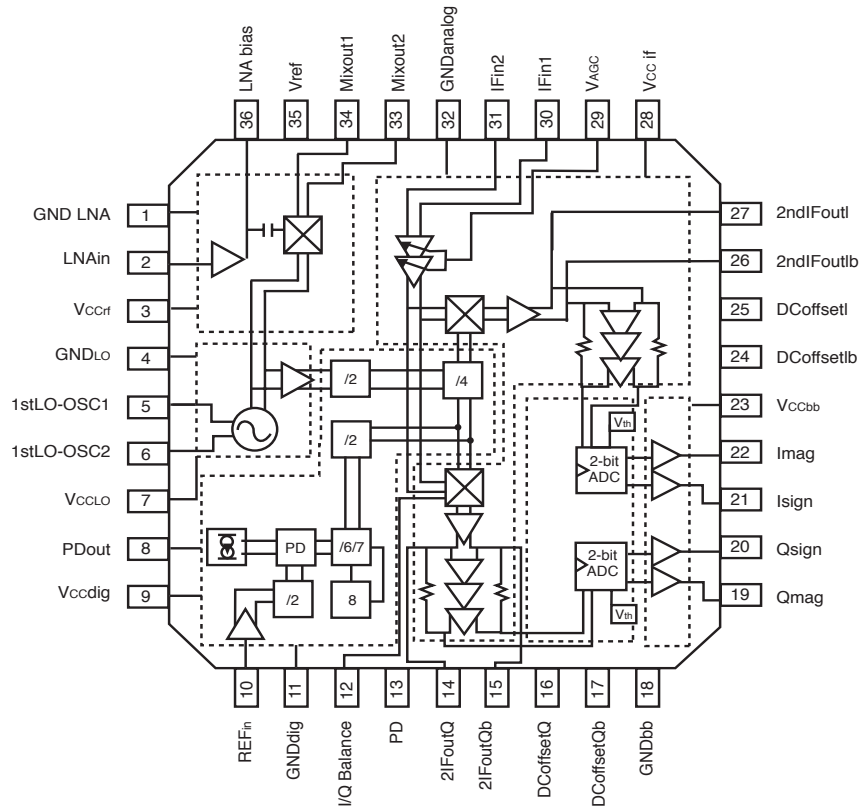 LNA bias
Vref
Mixout1
Mixout2
GNDanalog
IFin2
IFin1
VAGC
VCC if
36
35
34
33
32
31
30
29
28
GND LNA
1
LNAin
2
VCCrf
3
GNDLO
4
1stLO-OSC1
5
1stLO-OSC2
6
VCCLO
7
PDout
8
VCCdig
9
27
2ndIFoutI
26
2ndIFoutIb
25
DCoffsetI
24
DCoffsetIb
23
VCCbb
22
Imag
21
Isign
20
Qsign
19
Qmag
/2
/4
/2
PD
/6/7
/2
8
Vth
2-bit
ADC
2-bit
ADC
Vth
10
11
12
13
14
15
16
17
18
REFin
GNDdig
I/Q Balance
PD
2IFoutQ
2IFoutQb
DCoffsetQ
DCoffsetQb
GNDbb